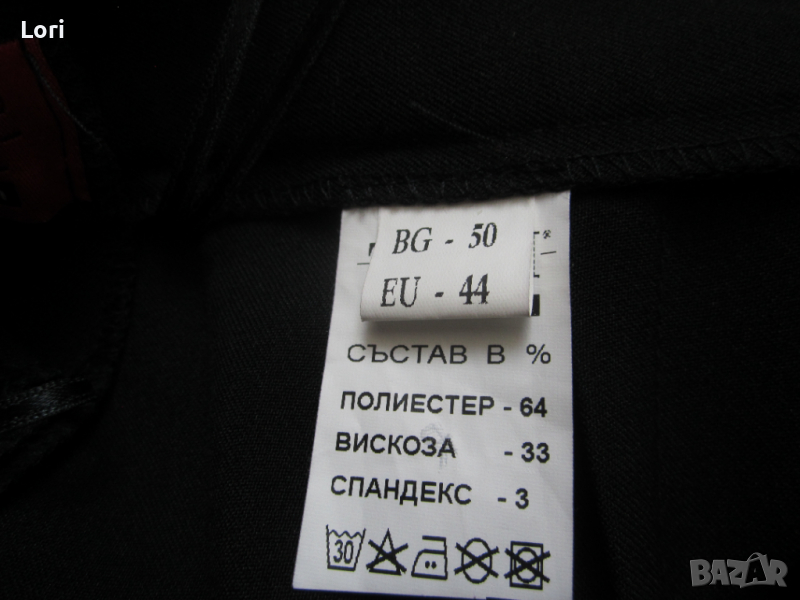 Lori
BG - 50
EU - 44
СЪСТАВ В %
ПОЛИЕСТЕР - 64
ВИСКОЗА - 33
СПАНДЕКС - 3
30
BAZAR